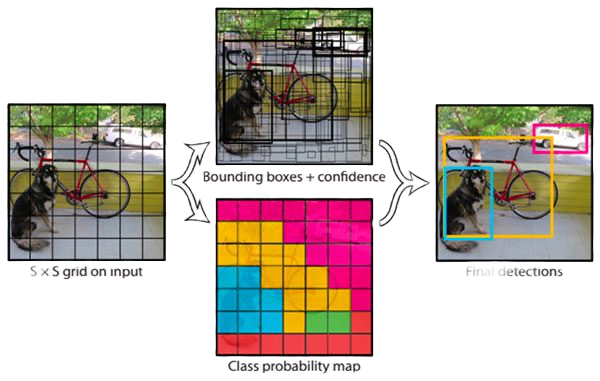 Bounding boxes + confidence
S × S grid on input
Final detections
Class probability map